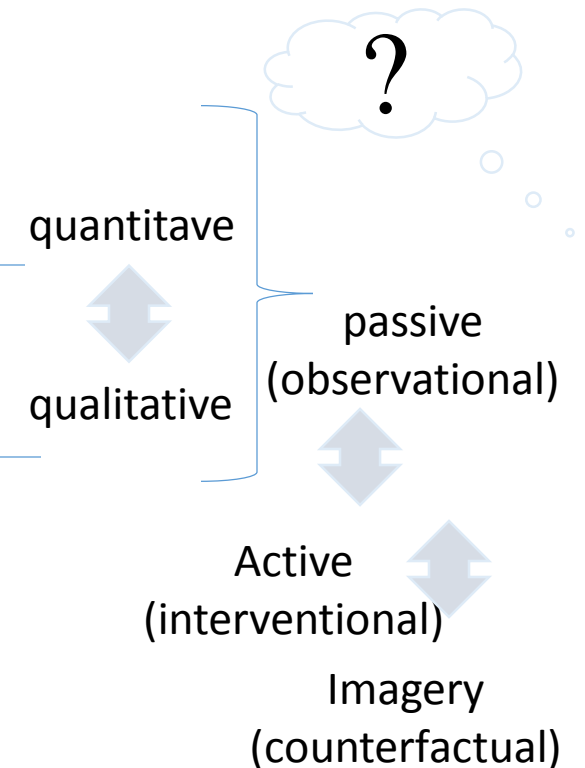 ?
quantitave
qualitative
passive
(observational)
Active
(interventional)
Imagery
(counterfactual)